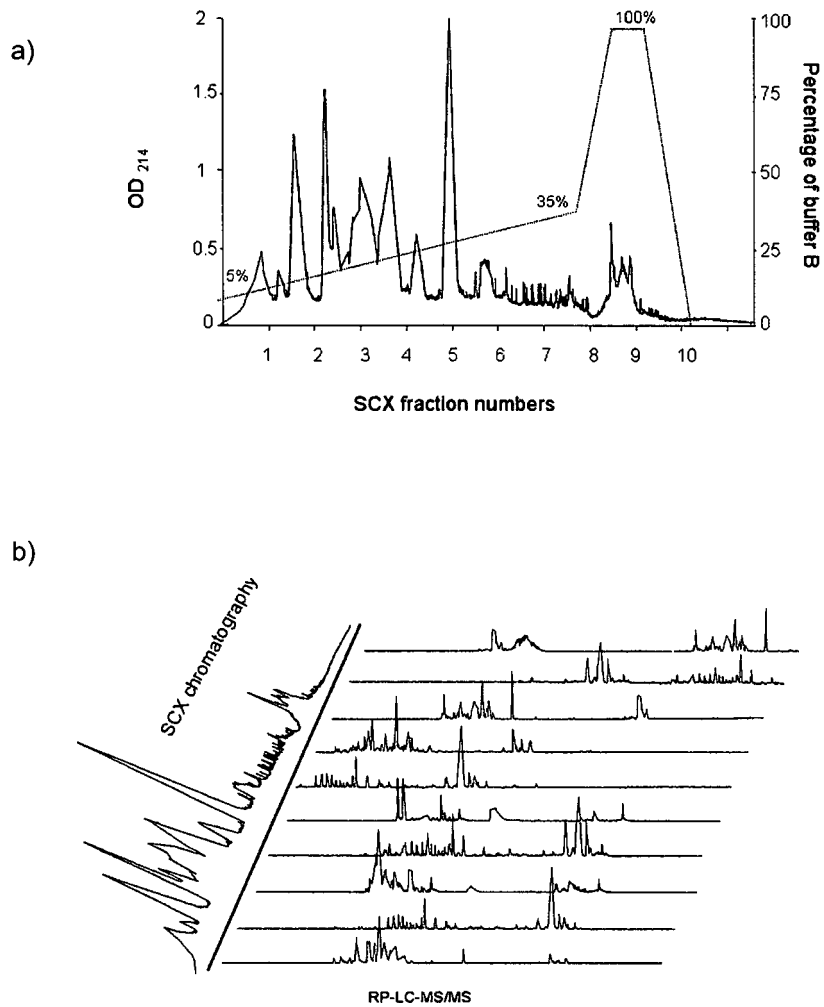 a)
2
1.5
1
0.5
0
OD 214
5%
35%
100%
100
75
50
25
0
Percentage of buffer B
1 2 3 4 5 6 7 8 9 10
SCX fraction numbers
b)
SCX chromatography
RP-LC-MS/MS